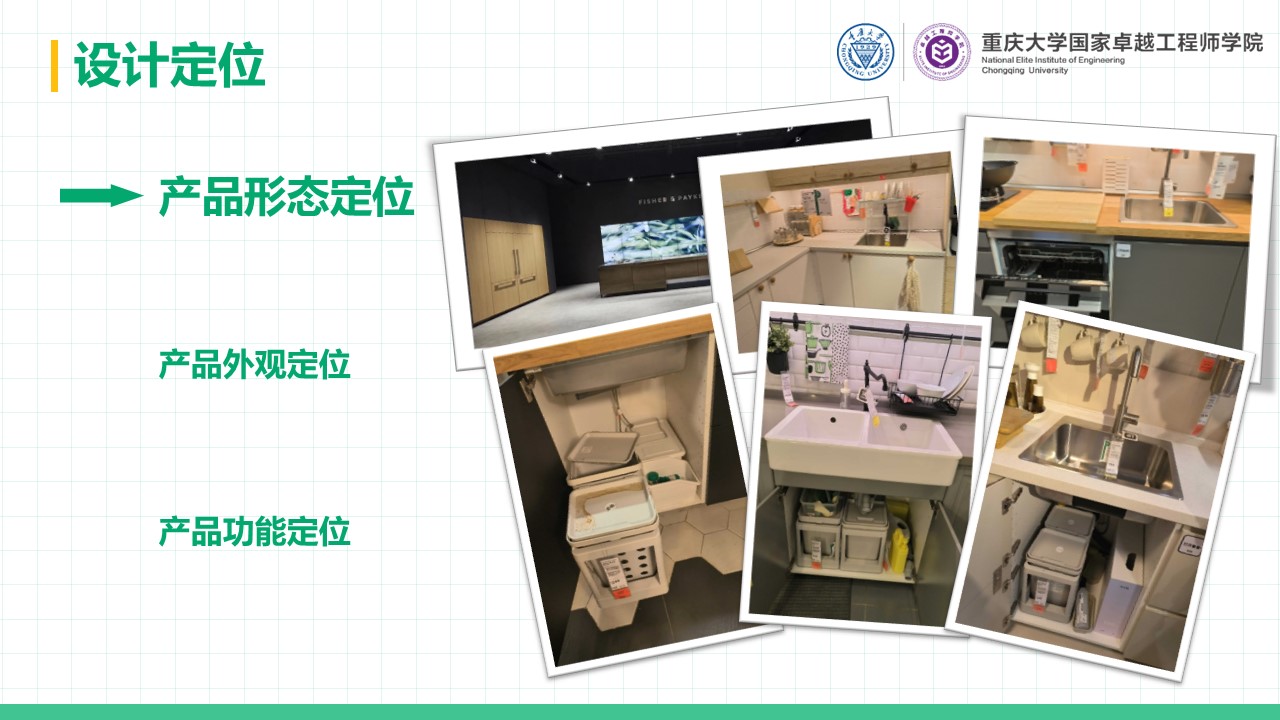 设计定位
重庆大学国家卓越工程师学院
National Elite Institute of Engineering
Chongqing University
产品形态定位
FISHER & PAYKE
产品外观定位
产品功能定位